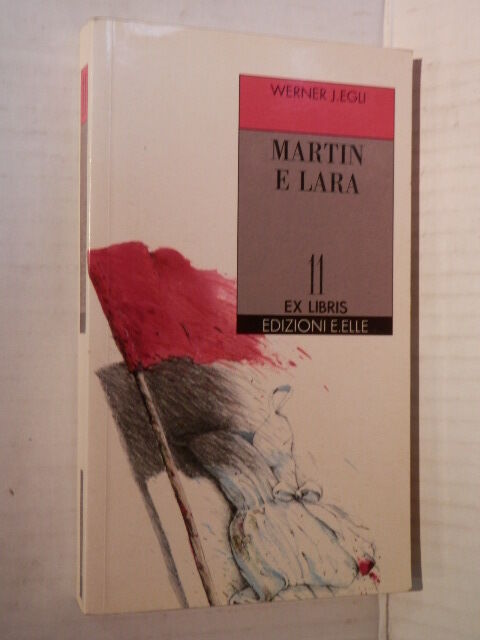 WERNER J.EGLI
MARTIN
E LARA
11
EX LIBRIS
EDIZIONI E.ELLE